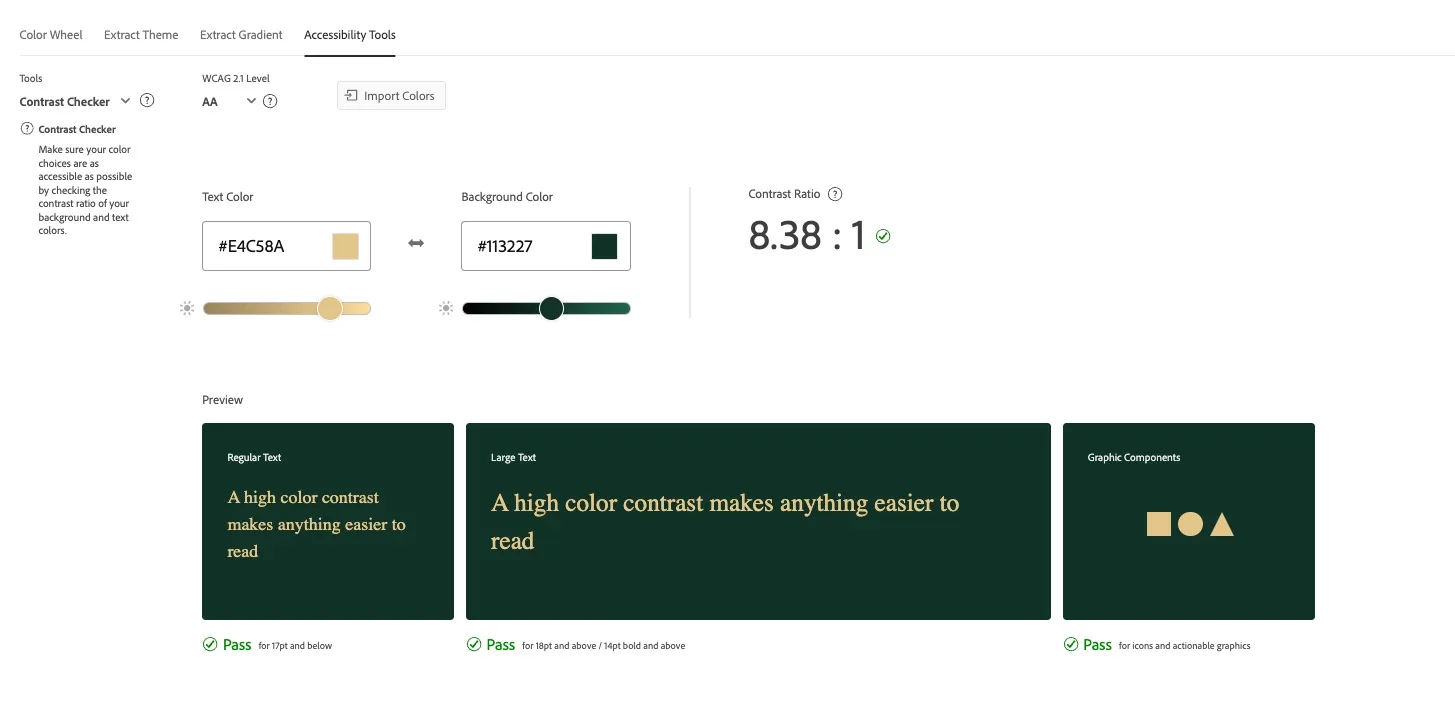 Color Wheel Extract Theme Extract Gradient Accessibility Tools
Tools
Contrast Checker ?
? Contrast Checker
Make sure your color
choices are as
accessible as possible
by checking the
contrast ratio of your
background and text
colors.
WCAG 2.1 Level
AA ?
Import Colors
Text Color
#E4C58A
Background Color
#113227
Contrast Ratio ?
8.38 : 1
Preview
Regular Text
A high color contrast
makes anything easier to
read
Pass for 17pt and below
Large Text
A high color contrast makes anything easier to
read
Pass for 18pt and above / 14pt bold and above
Graphic Components
Pass for icons and actionable graphics